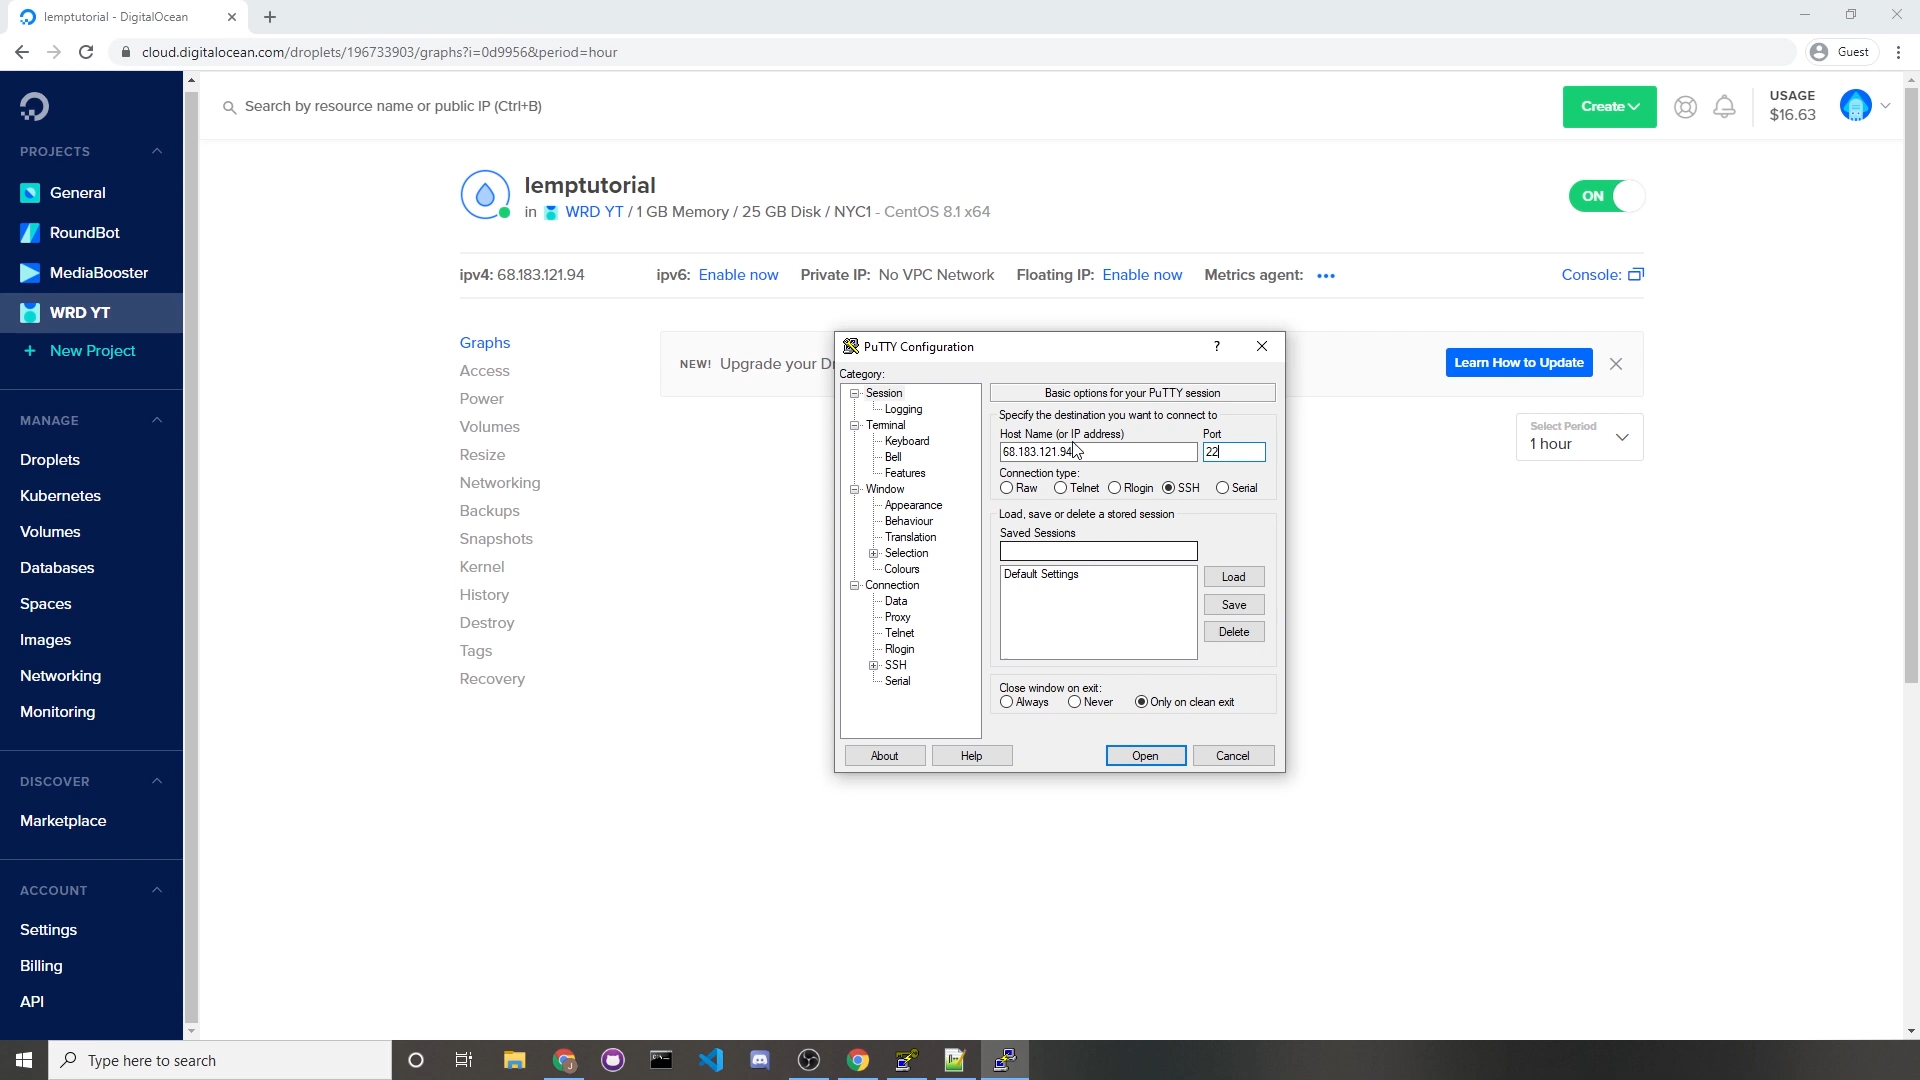 lemptutorial - DigitalOcean
cloud.digitalocean.com/droplets/196733903/graphs?i=0d9956&period=hour
Guest
Search by resource name or public IP (Ctrl+B)
Create
USAGE
$16.63
PROJECTS
General
RoundBot
MediaBooster
WRD YT
+ New Project
MANAGE
Droplets
Kubernetes
Volumes
Databases
Spaces
Images
Networking
Monitoring
DISCOVER
Marketplace
ACCOUNT
Settings
Billing
API
lemptutorial
in WRD YT / 1 GB Memory / 25 GB Disk / NYC1 - CentOS 8.1 x64
ON
ipv4: 68.183.121.94 ipv6: Enable now Private IP: No VPC Network Floating IP: Enable now Metrics agent: ••• Console:
Graphs
Access
Power
Volumes
Resize
Networking
Backups
Snapshots
Kernel
History
Destroy
Tags
Recovery
NEW! Upgrade your
Learn How to Update
Select Period
1 hour
PuTTY Configuration
?
Category:
Session
Logging
Terminal
Keyboard
Bell
Features
Window
Appearance
Behaviour
Translation
Selection
Colours
Connection
Data
Proxy
Telnet
Rlogin
SSH
Serial
Basic options for your PuTTY session
Specify the destination you want to connect to
Host Name (or IP address) Port
68.183.121.94 22
Connection type:
Raw Telnet Rlogin SSH Serial
Load, save or delete a stored session
Saved Sessions
Default Settings
Load
Save
Delete
Close window on exit:
Always Never Only on clean exit
About Help Open Cancel
Type here to search